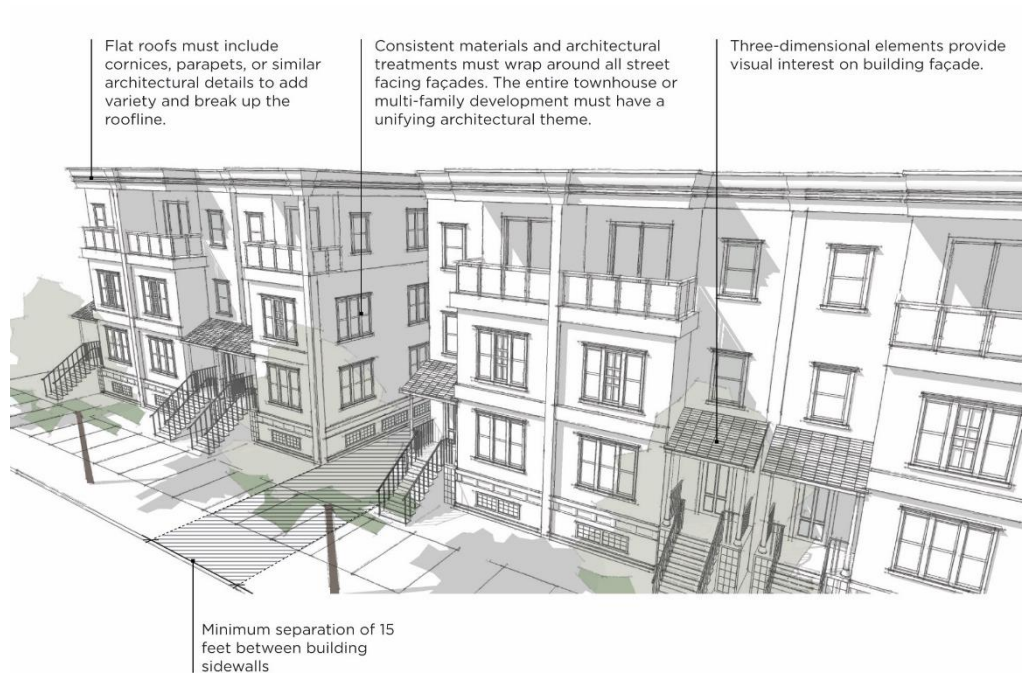 Flat roofs must include
cornices, parapets, or similar
architectural details to add
variety and break up the
roofline.
Consistent materials and architectural
treatments must wrap around all street
facing façades. The entire townhouse or
multi-family development must have a
unifying architectural theme.
Three-dimensional elements provide
visual interest on building façade.
Minimum separation of 15
feet between building
sidewalls